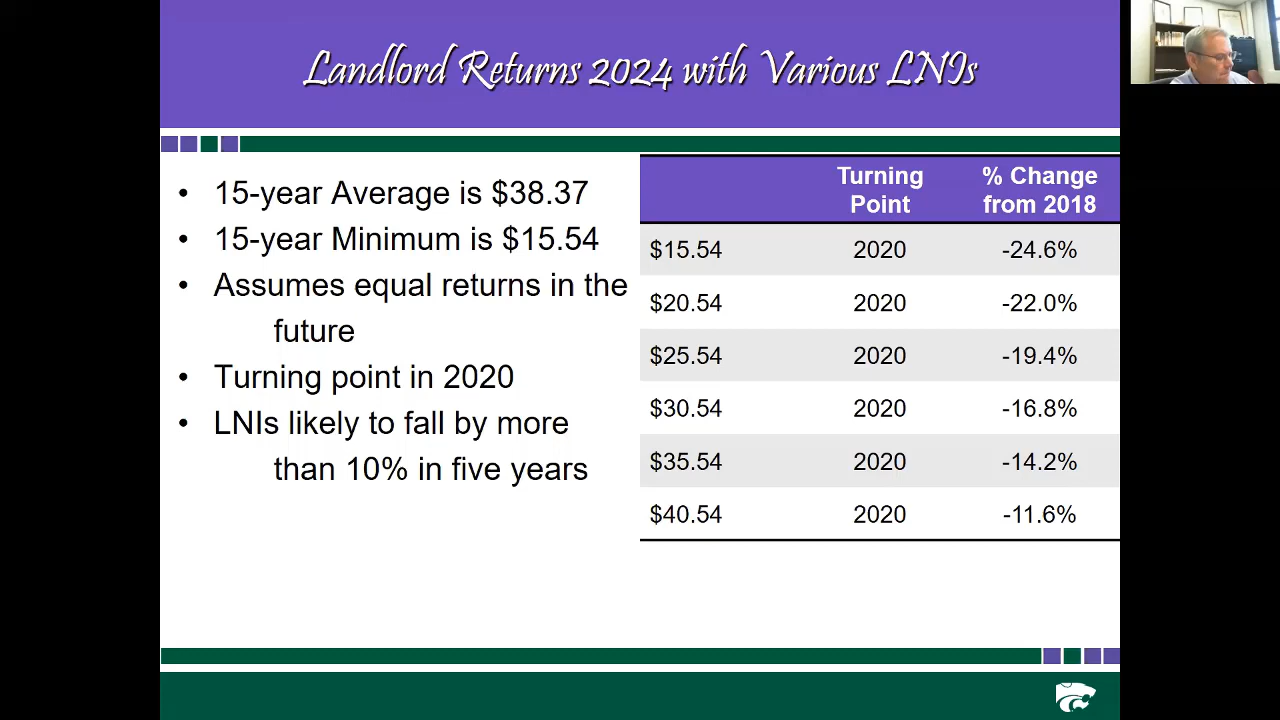 Landlord Returns 2024 with Various LNIs
• 15-year Average is $38.37
• 15-year Minimum is $15.54
• Assumes equal returns in the
future
• Turning point in 2020
• LNIs likely to fall by more
than 10% in five years
Turning % Change
Point from 2018
$15.54 2020 -24.6%
$20.54 2020 -22.0%
$25.54 2020 -19.4%
$30.54 2020 -16.8%
$35.54 2020 -14.2%
$40.54 2020 -11.6%